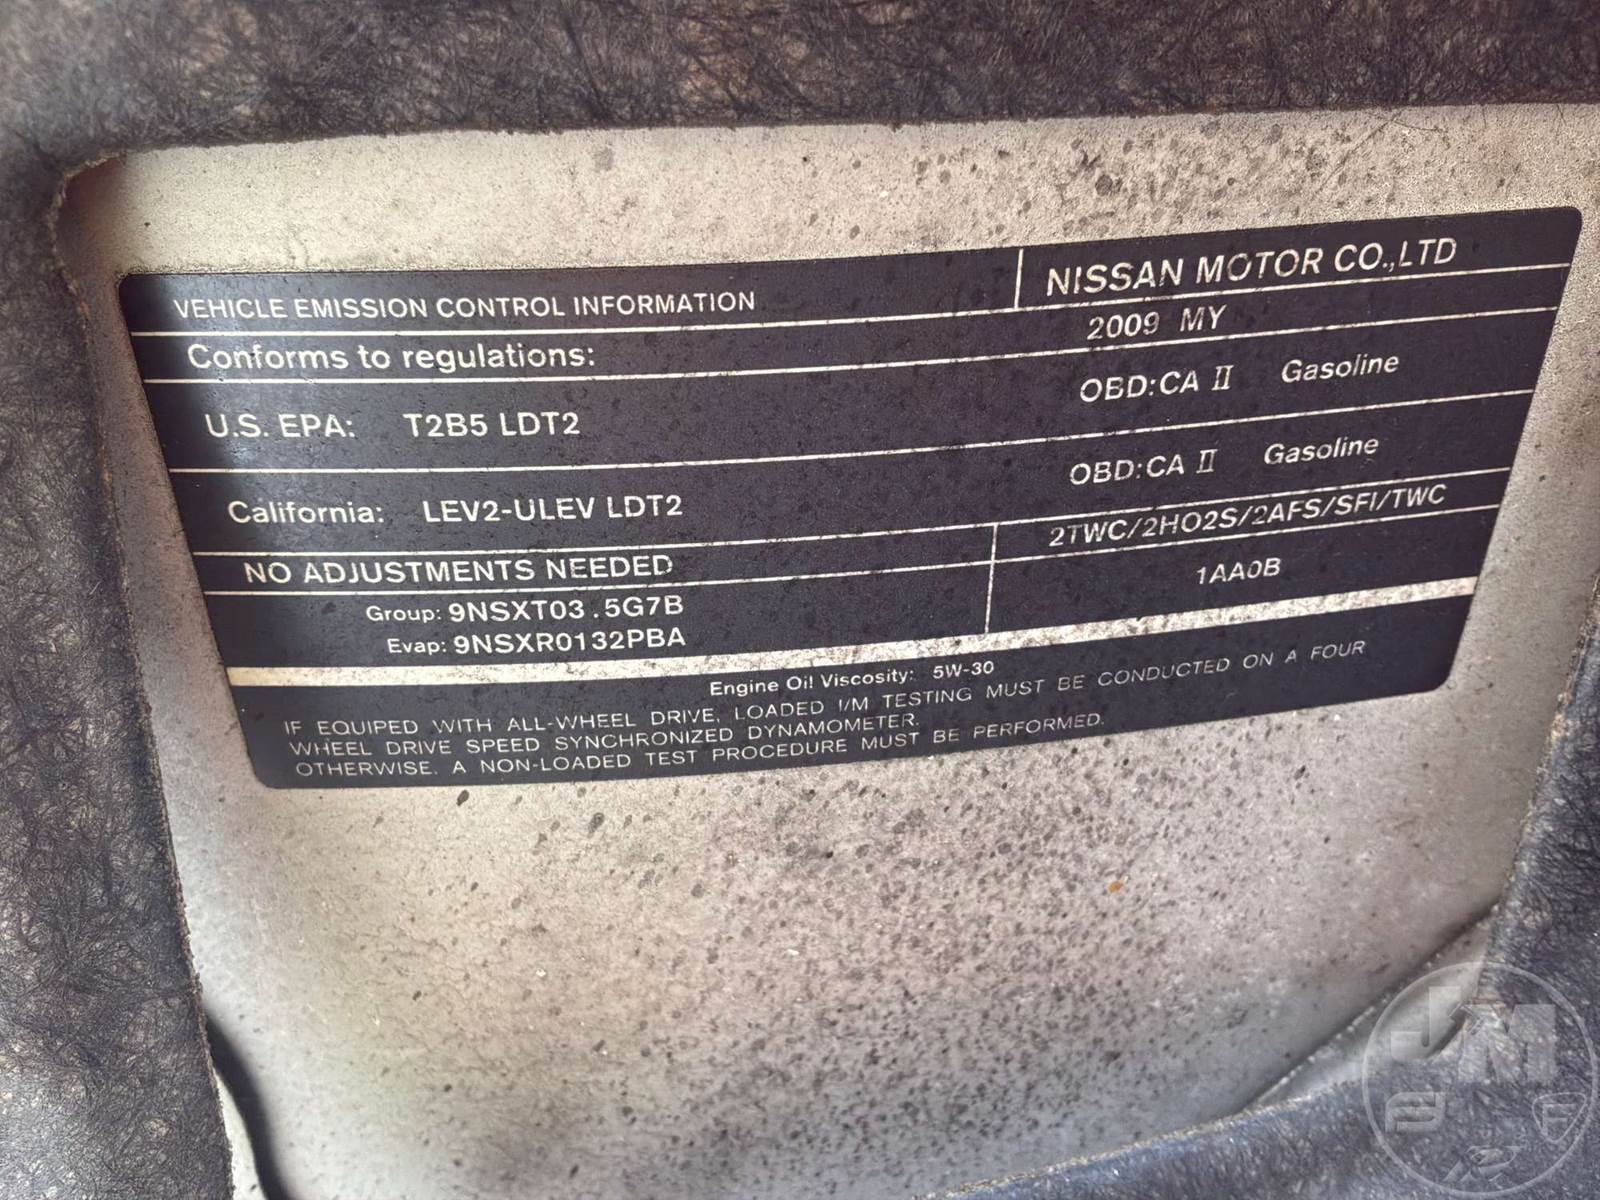 VEHICLE EMISSION CONTROL INFORMATION
NISSAN MOTOR CO.,LTD
Conforms to regulations:
2009 MY
U.S. EPA: T2B5 LDT2
OBD:CA II Gasoline
California: LEV2-ULEV LDT2
OBD:CA II Gasoline
NO ADJUSTMENTS NEEDED
2TWC/2HO2S/2AFS/SFI/TWC
Group: 9NSXT03.5G7B
Evap: 9NSXR0132PBA
1AA0B
Engine Oil Viscosity: 5W-30
IF EQUIPED WITH ALL-WHEEL DRIVE, LOADED I/M TESTING MUST BE CONDUCTED ON A FOUR
WHEEL DRIVE SPEED SYNCHRONIZED DYNAMOMETER.
OTHERWISE. A NON-LOADED TEST PROCEDURE MUST BE PERFORMED.
JM